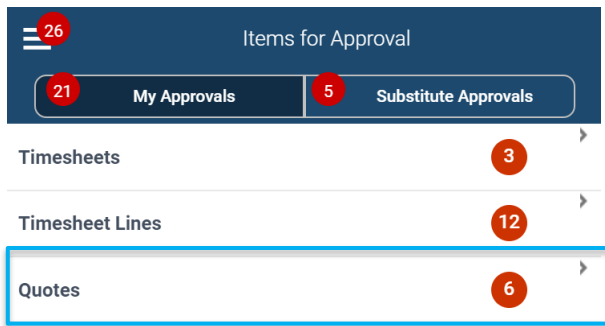 26
Items for Approval
21 My Approvals 5 Substitute Approvals
Timesheets 3
Timesheet Lines 12
Quotes 6